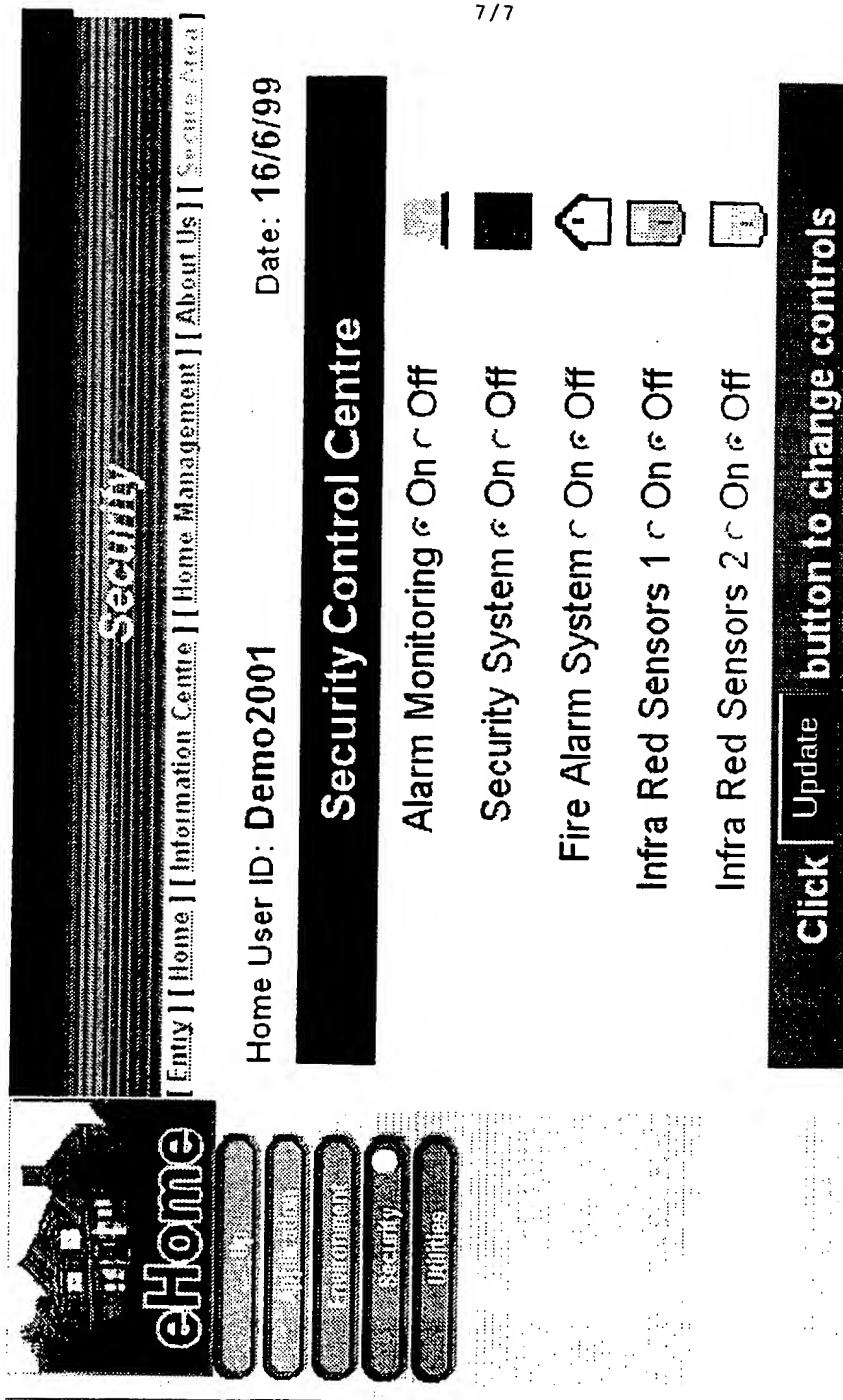 7/7
Security
[ Entry ] [ Home ] [ Information Centre ] [ Home Management ] [ About Us ] [ Secure Area ]
eHome
Up
Application
Environment
Security
Utilities
Home User ID: Demo2001
Date: 16/6/99
Security Control Centre
Alarm Monitoring On Off
Security System On Off
Fire Alarm System On Off
Infra Red Sensors 1 On Off
Infra Red Sensors 2 On Off
Click Update button to change controls